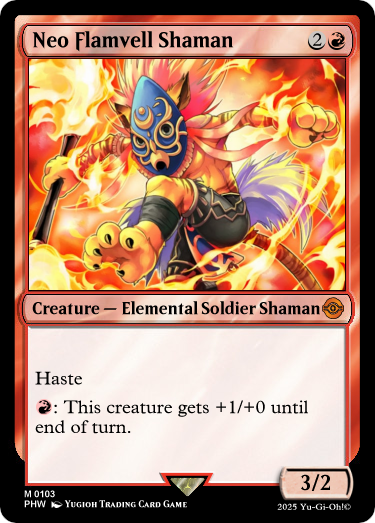 Neo Flamvell Shaman 2
Creature — Elemental Soldier Shaman
Haste
: This creature gets +1/+0 until
end of turn.
3/2
M 0103
PHW Yugioh Trading Card Game
2025 Yu-Gi-Oh!©